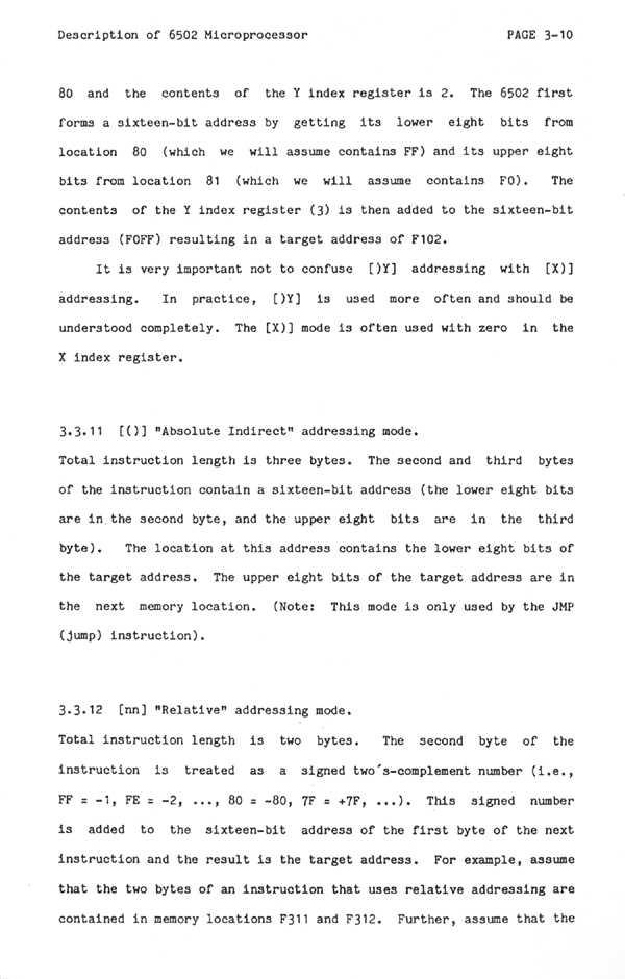 Description of 6502 Microprocessor PAGE 3-10
80 and the contents of the Y index register is 2. The 6502 first
forms a sixteen-bit address by getting its lower eight bits from
location 80 (which we will assume contains FF) and its upper eight
bits from location 81 (which we will assume contains F0). The
contents of the Y index register (3) is then added to the sixteen-bit
address (F0FF) resulting in a target address of F102.
It is very important not to confuse [)Y] addressing with [X)]
addressing. In practice, [)Y] is used more often and should be
understood completely. The [X)] mode is often used with zero in the
X index register.
3.3.11 [()] "Absolute Indirect" addressing mode.
Total instruction length is three bytes. The second and third bytes
of the instruction contain a sixteen-bit address (the lower eight bits
are in the second byte, and the upper eight bits are in the third
byte). The location at this address contains the lower eight bits of
the target address. The upper eight bits of the target address are in
the next memory location. (Note: This mode is only used by the JMP
(jump) instruction).
3.3.12 [nn] "Relative" addressing mode.
Total instruction length is two bytes. The second byte of the
instruction is treated as a signed two's-complement number (i.e.,
FF = -1, FE = -2, ..., 80 = -80, 7F = +7F, ...). This signed number
is added to the sixteen-bit address of the first byte of the next
instruction and the result is the target address. For example, assume
that the two bytes of an instruction that uses relative addressing are
contained in memory locations F311 and F312. Further, assume that the